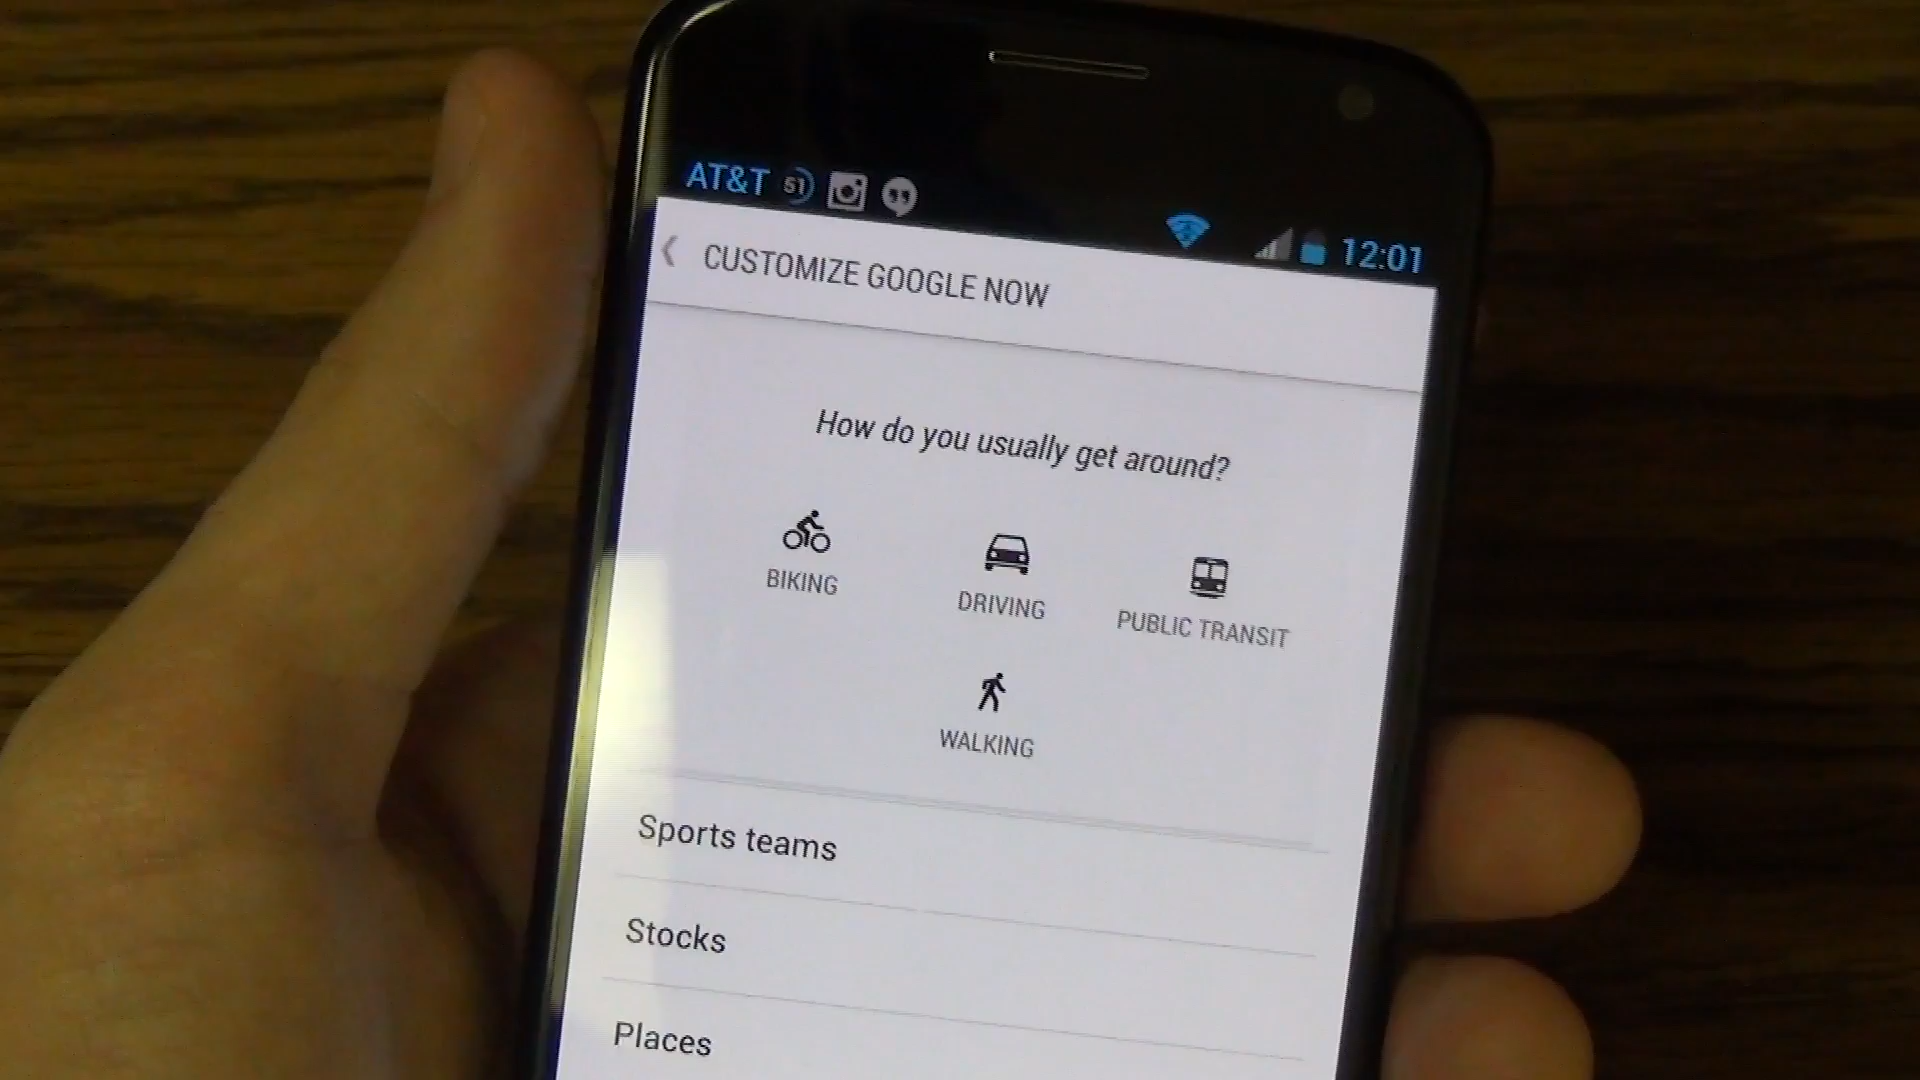 AT&T 51 12:01
CUSTOMIZE GOOGLE NOW
How do you usually get around?
BIKING DRIVING PUBLIC TRANSIT
WALKING
Sports teams
Stocks
Places